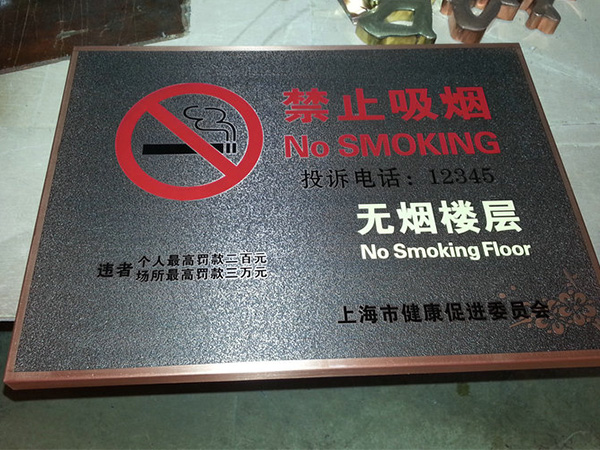 禁止吸烟
No SMOKING
投诉电话：12345
无烟楼层
No Smoking Floor
违者 个人最高罚款二百元
场所最高罚款三万元
上海市健康促进委员会